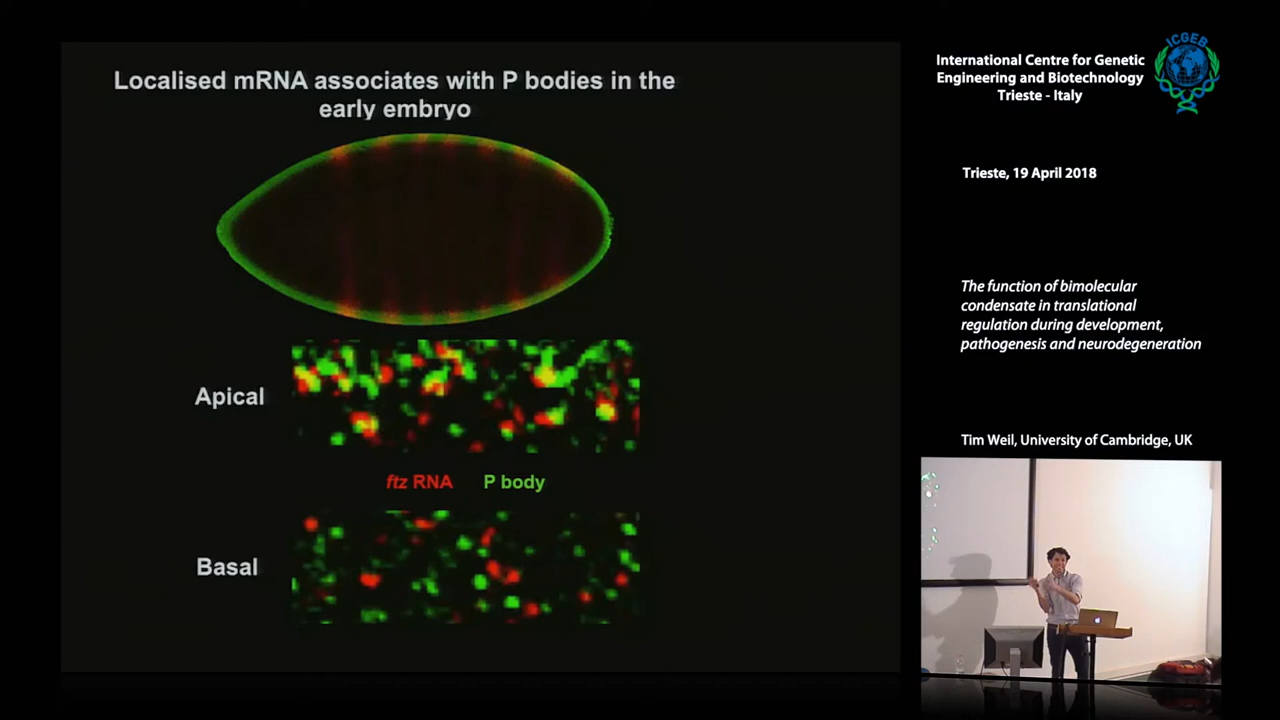 Localised mRNA associates with P bodies in the
early embryo
Apical
ftz RNA P body
Basal
International Centre for Genetic
Engineering and Biotechnology
Trieste - Italy
ICGEB
Trieste, 19 April 2018
The function of bimolecular
condensate in translational
regulation during development,
pathogenesis and neurodegeneration
Tim Weil, University of Cambridge, UK